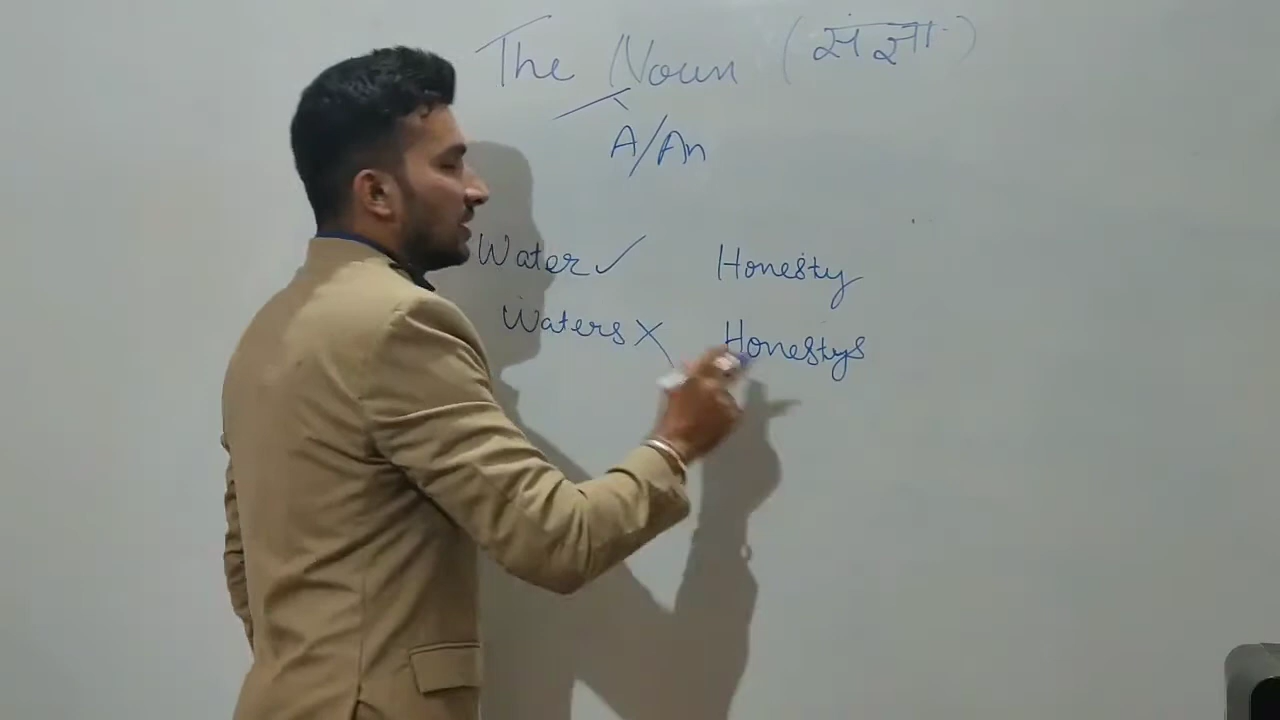 The Noun (संज्ञा)
A/An
Water ✓ Honesty
Waters X Honestys